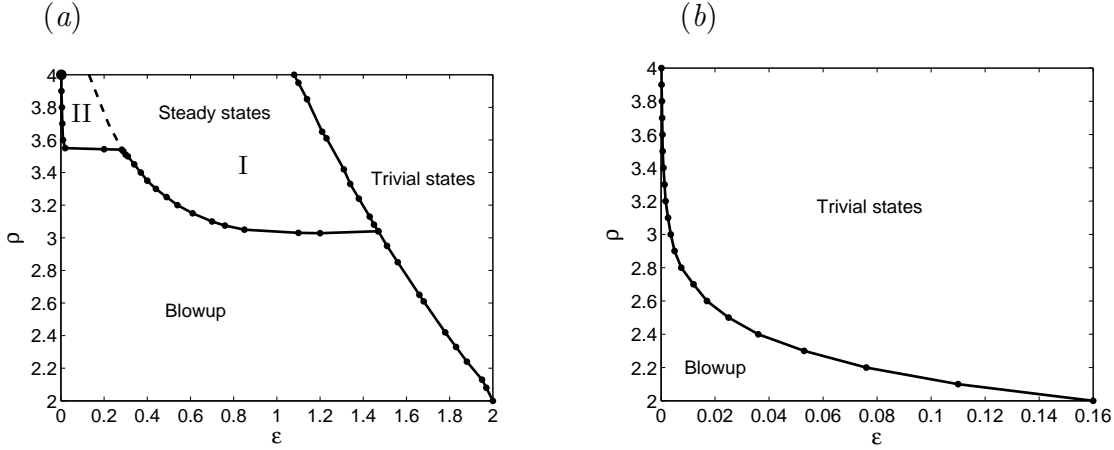 (a)
4
3.8
3.6
3.4
3.2
3
2.8
2.6
2.4
2.2
2
ρ
II
Steady states
I
Trivial states
Blowup
0 0.2 0.4 0.6 0.8 1 1.2 1.4 1.6 1.8 2
ε
(b)
4
3.8
3.6
3.4
3.2
3
2.8
2.6
2.4
2.2
2
ρ
Trivial states
Blowup
0 0.02 0.04 0.06 0.08 0.1 0.12 0.14 0.16
ε